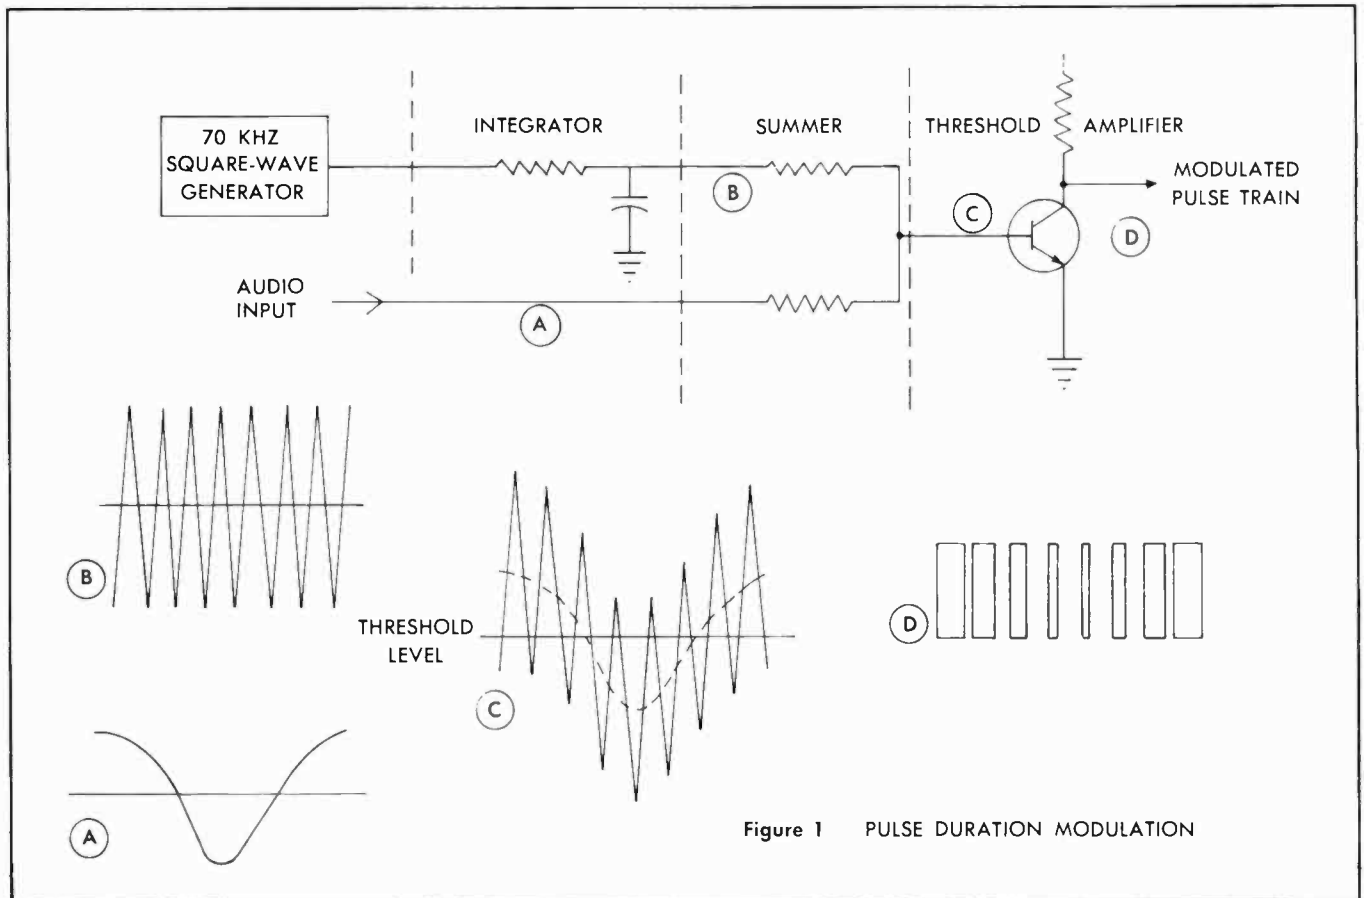 70 KHZ
SQUARE-WAVE
GENERATOR
INTEGRATOR
SUMMER
THRESHOLD
AMPLIFIER
MODULATED
PULSE TRAIN
B
C
D
AUDIO
INPUT
A
B
THRESHOLD
LEVEL
C
D
A
Figure 1 PULSE DURATION MODULATION